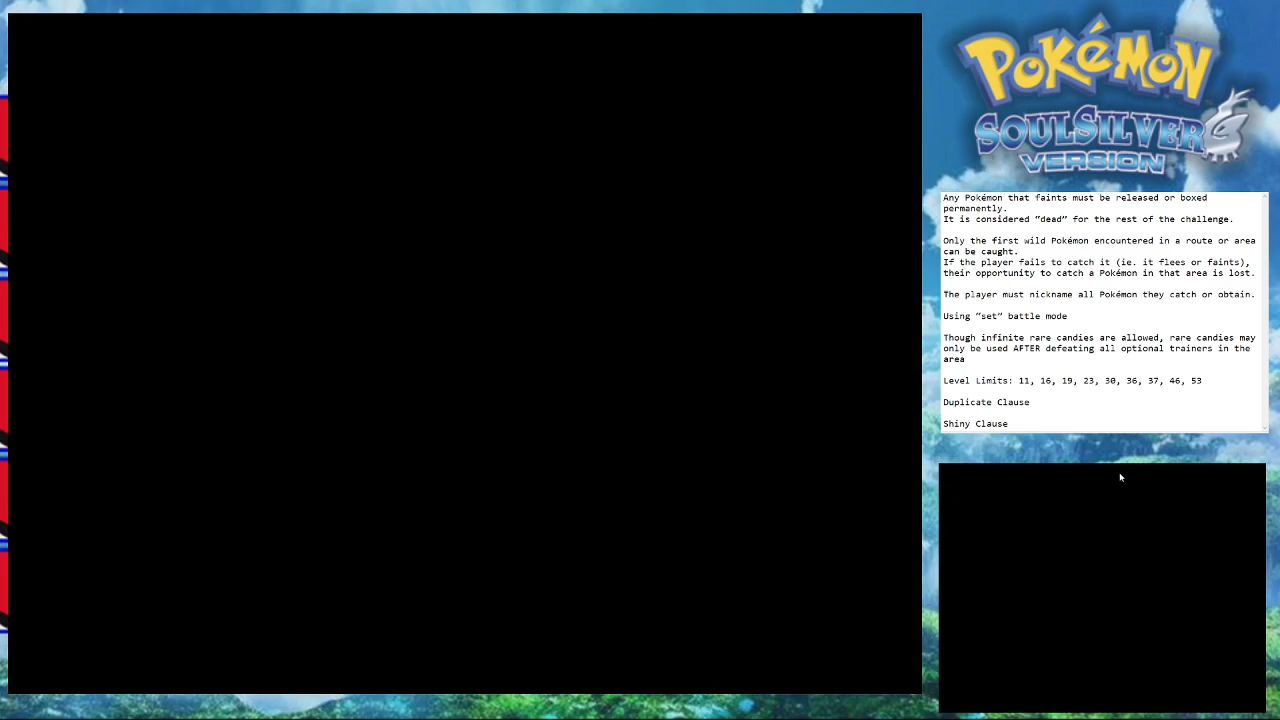 POKéMON
SOULSILVER
VERSION
Any Pokémon that faints must be released or boxed
permanently.
It is considered “dead” for the rest of the challenge.
Only the first wild Pokémon encountered in a route or area
can be caught.
If the player fails to catch it (ie. it flees or faints),
their opportunity to catch a Pokémon in that area is lost.
The player must nickname all Pokémon they catch or obtain.
Using “set” battle mode
Though infinite rare candies are allowed, rare candies may
only be used AFTER defeating all optional trainers in the
area
Level Limits: 11, 16, 19, 23, 30, 36, 37, 46, 53
Duplicate Clause
Shiny Clause